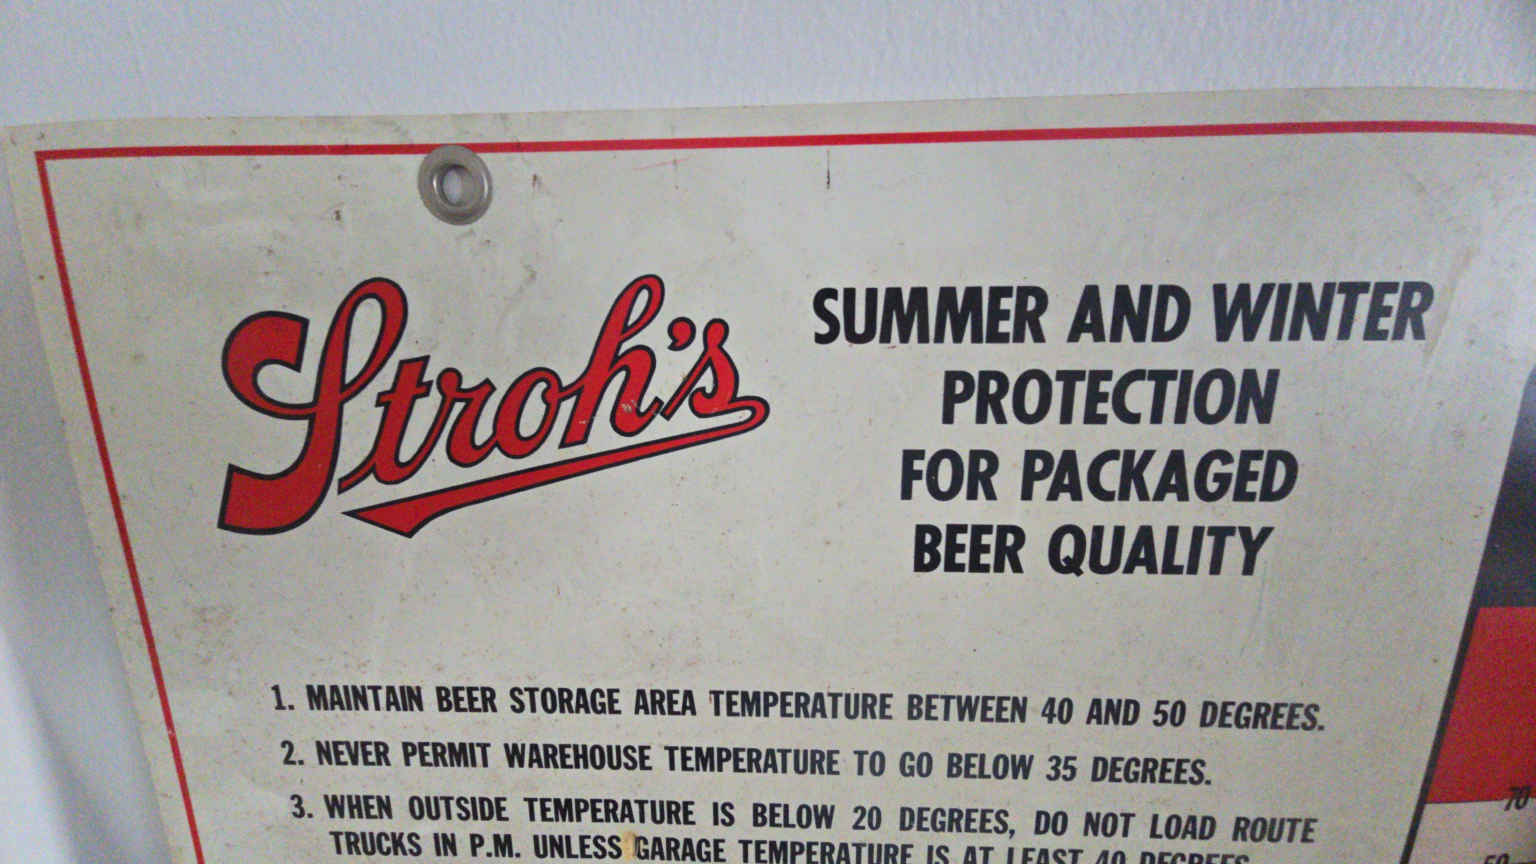 Stroh's
SUMMER AND WINTER
PROTECTION
FOR PACKAGED
BEER QUALITY
1. MAINTAIN BEER STORAGE AREA TEMPERATURE BETWEEN 40 AND 50 DEGREES.
2. NEVER PERMIT WAREHOUSE TEMPERATURE TO GO BELOW 35 DEGREES.
3. WHEN OUTSIDE TEMPERATURE IS BELOW 20 DEGREES, DO NOT LOAD ROUTE
TRUCKS IN P.M. UNLESS GARAGE TEMPERATURE IS AT LEAST 40 DEGREES.
70